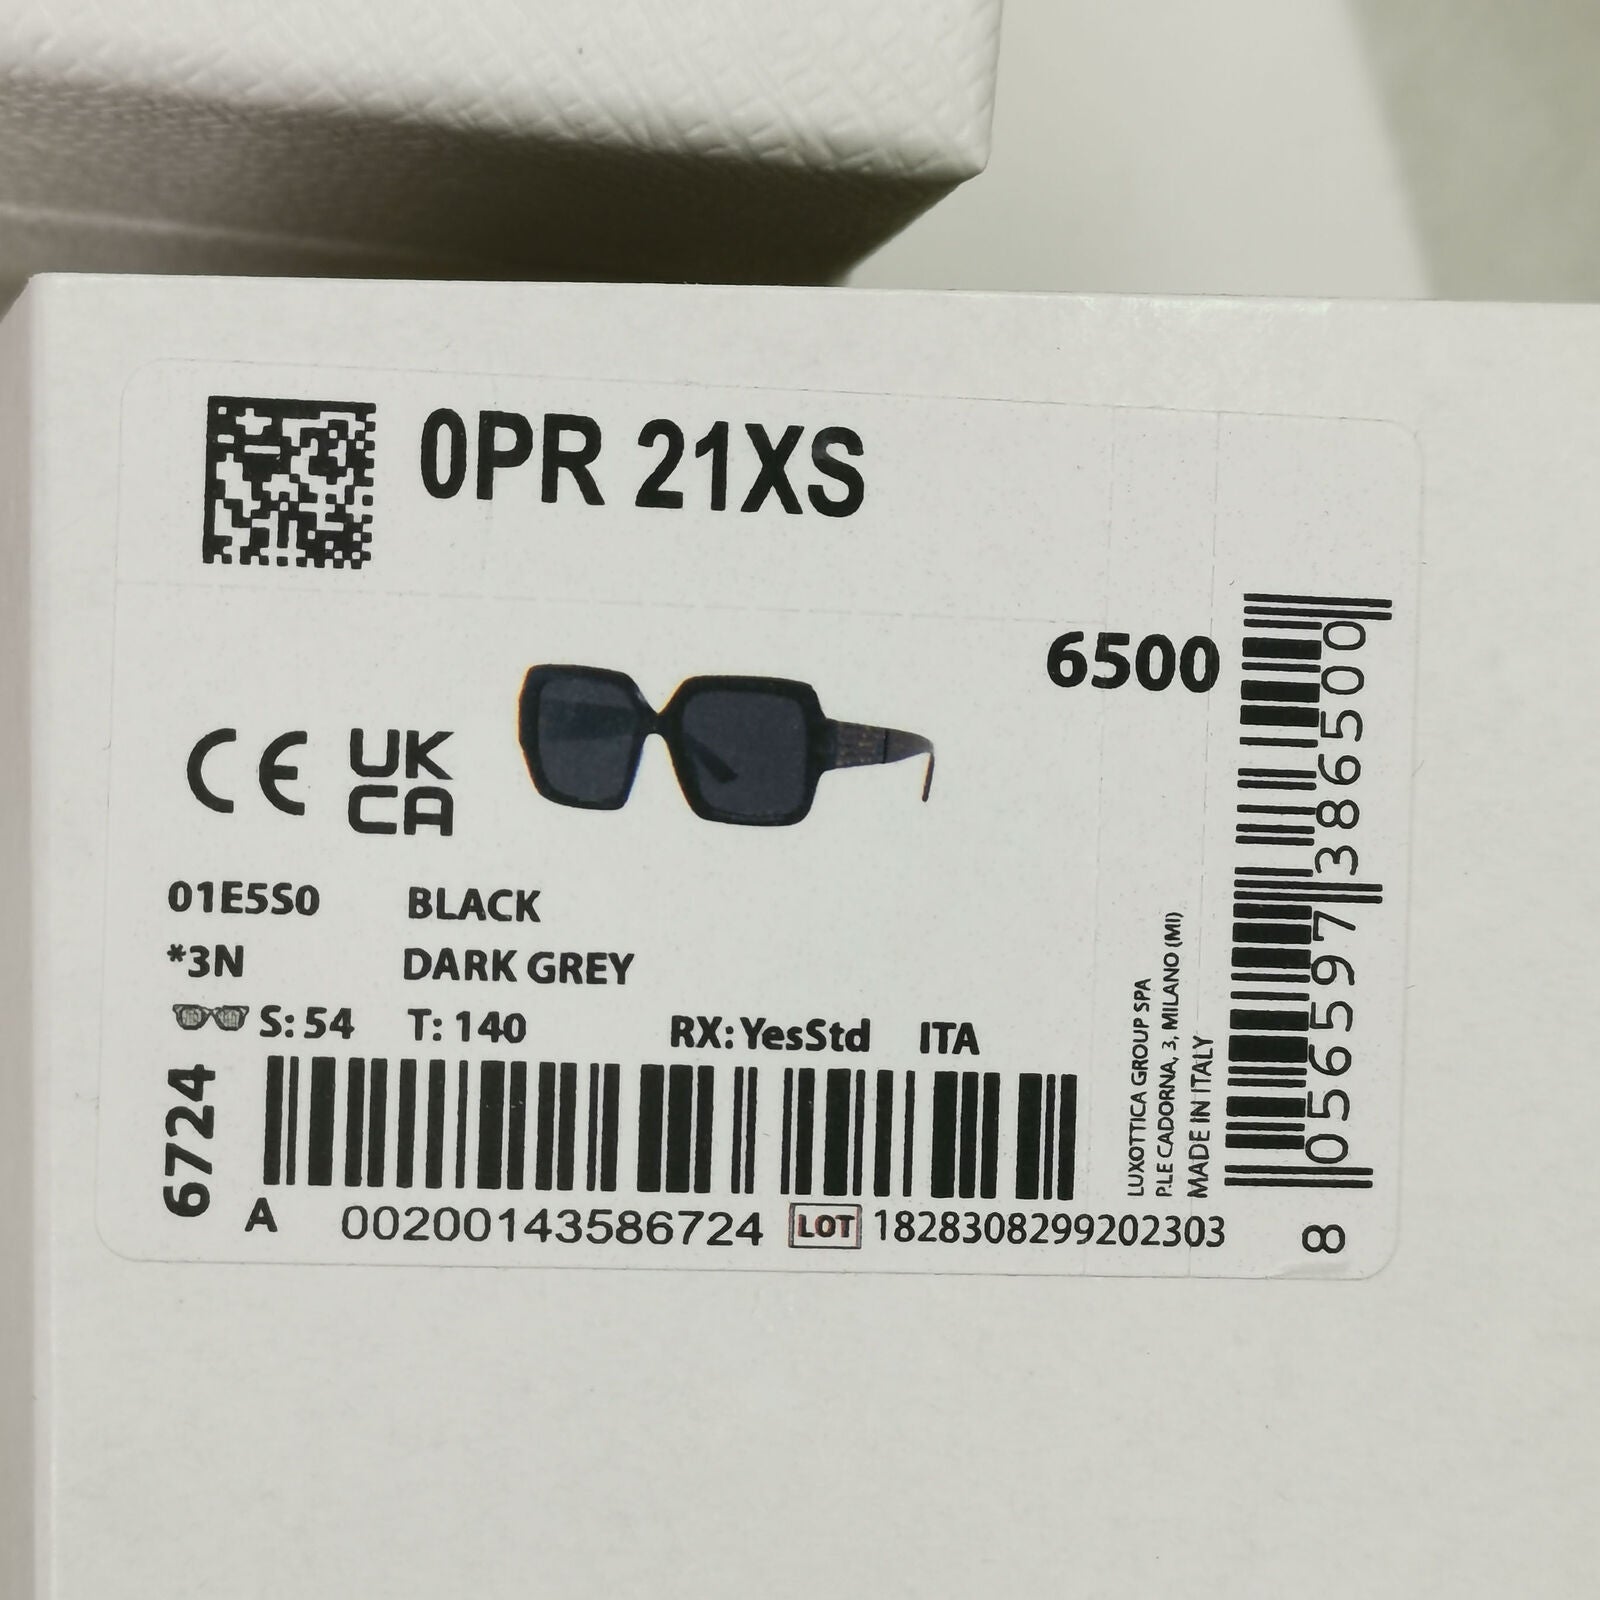 0PR 21XS
6500
CE UK
CA
01E5S0 BLACK
*3N DARK GREY
S: 54 T: 140 RX: YesStd ITA
6724
A 00200143586724 LOT 1828308299202303
LUXOTTICA GROUP SPA
P.LE CADORNA, 3, MILANO (MI)
MADE IN ITALY
8 056597 386500